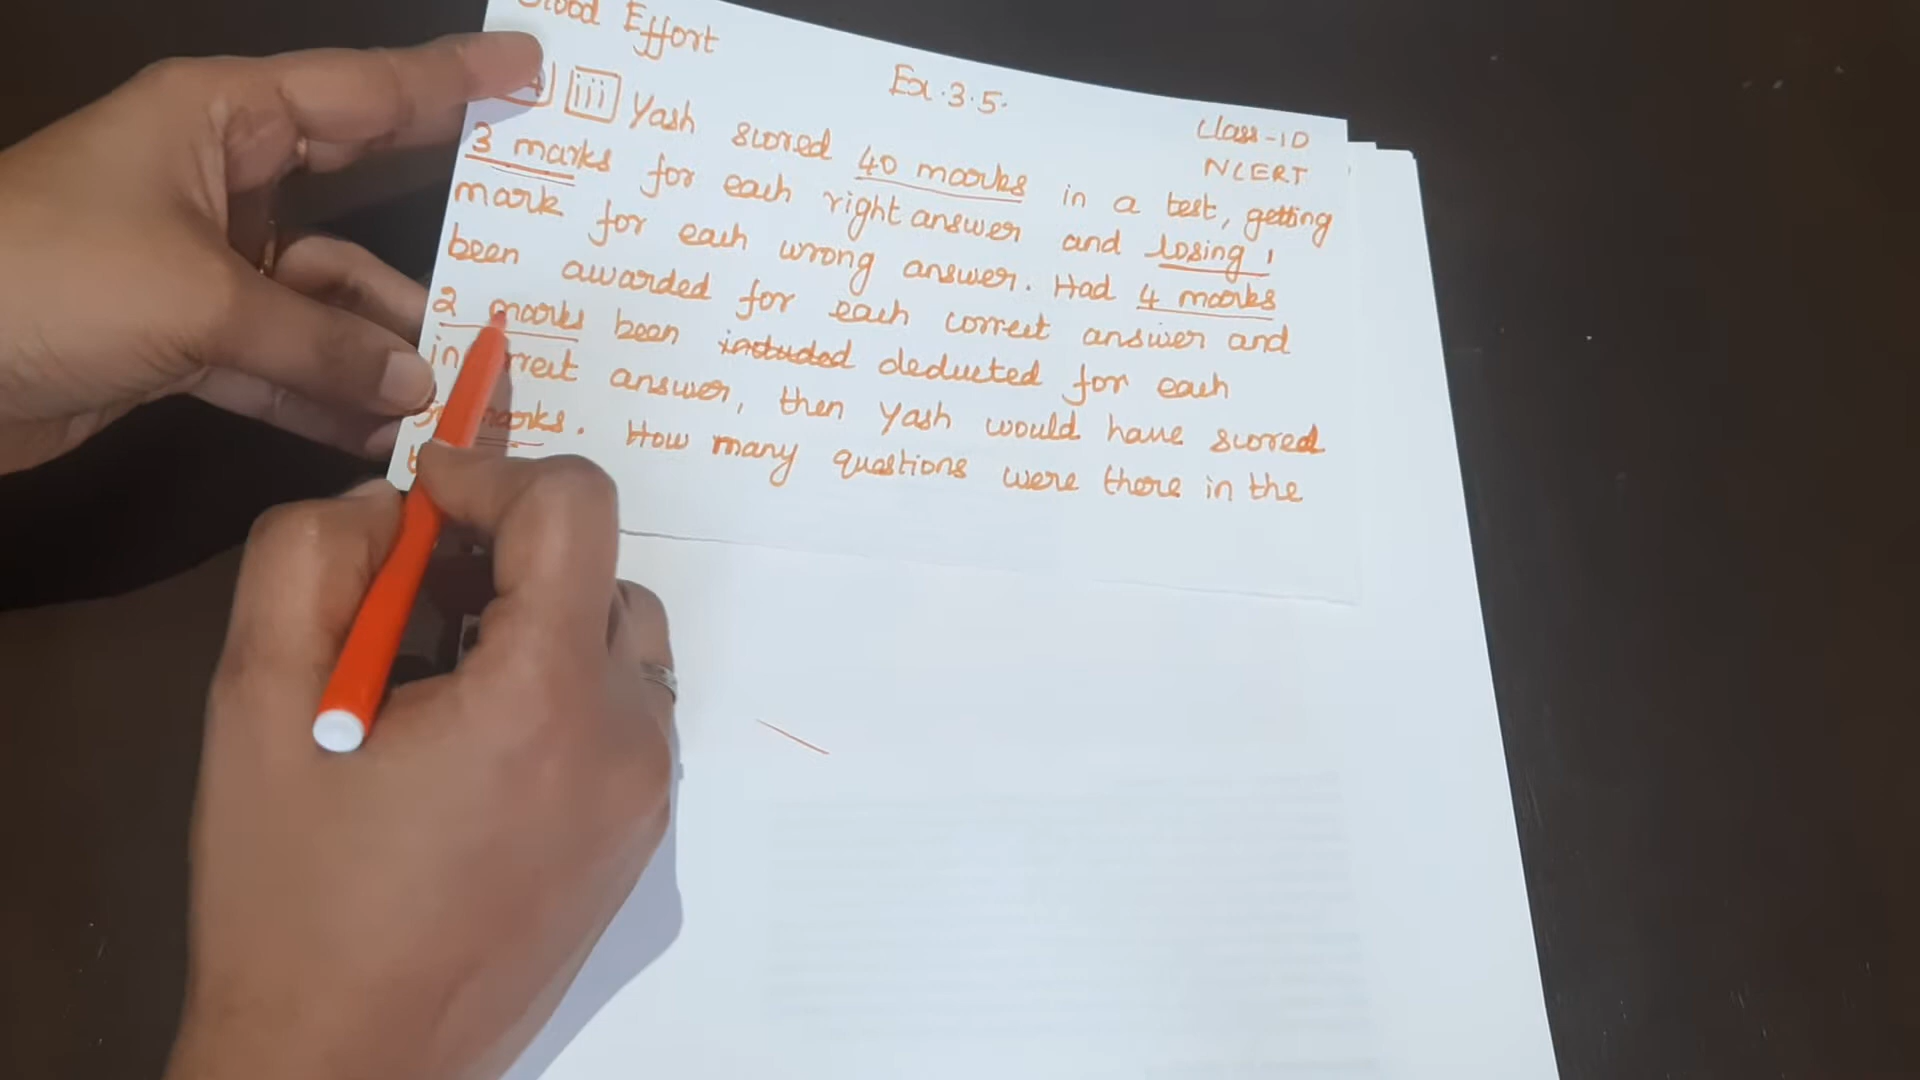 Effort
Ex.3.5.
Class-10
NCERT
iii Yash scored 40 marks in a test, getting
3 marks for each right answer and losing 1
mark for each wrong answer. Had 4 marks
been awarded for each correct answer and
2 marks been included deducted for each
answer, then Yash would have scored
marks. How many questions were there in the